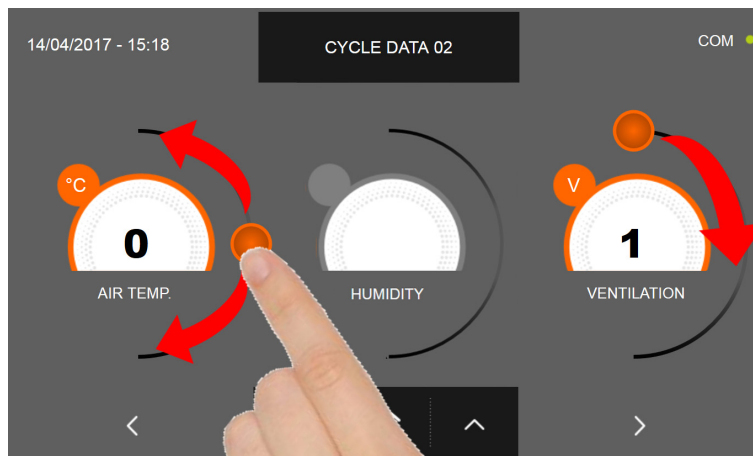 14/04/2017 - 15:18
CYCLE DATA 02
COM
°C
V
0
1
AIR TEMP.
HUMIDITY
VENTILATION